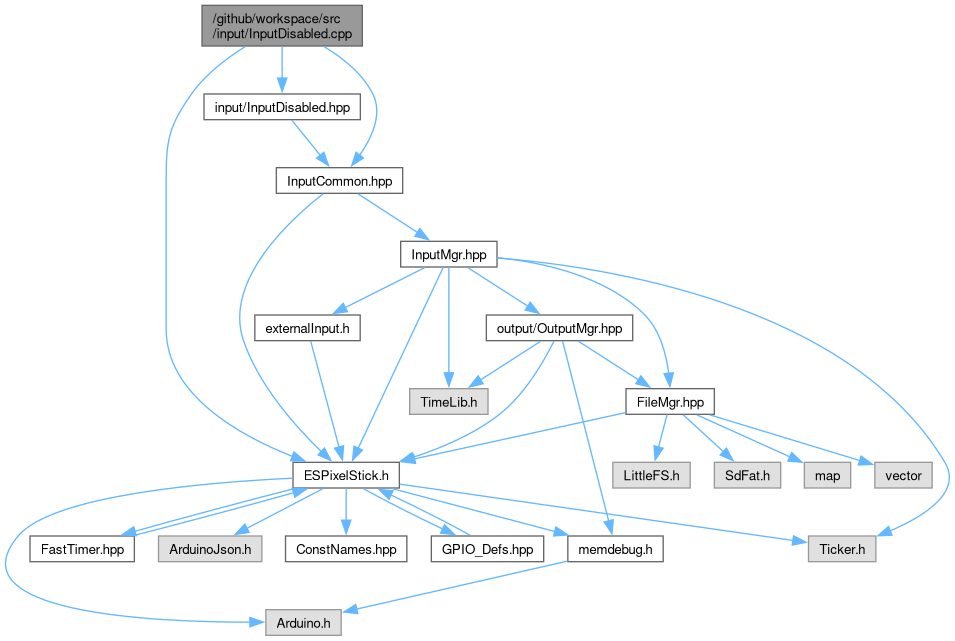 /github/workspace/src
/input/InputDisabled.cpp
input/InputDisabled.hpp
InputCommon.hpp
InputMgr.hpp
externalInput.h
output/OutputMgr.hpp
TimeLib.h
FileMgr.hpp
ESPixelStick.h
LittleFS.h
SdFat.h
map
vector
FastTimer.hpp
ArduinoJson.h
ConstNames.hpp
GPIO_Defs.hpp
memdebug.h
Ticker.h
Arduino.h